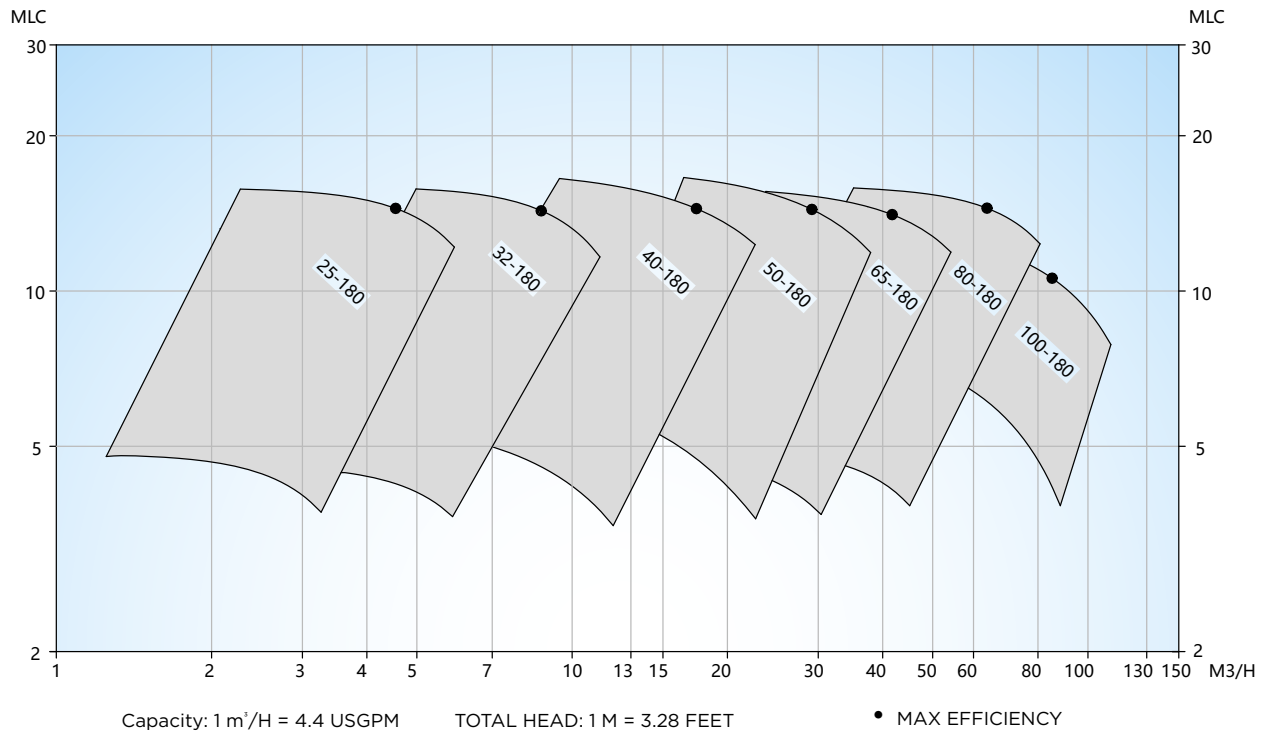 MLC MLC
30 30
20 20
25-180 32-180 40-180 50-180 65-180 80-180 100-180
10 10
5 5
2 2
1 2 3 4 5 7 10 13 15 20 30 40 50 60 80 100 130 150 M3/H
Capacity: 1 m³/H = 4.4 USGPM TOTAL HEAD: 1 M = 3.28 FEET MAX EFFICIENCY